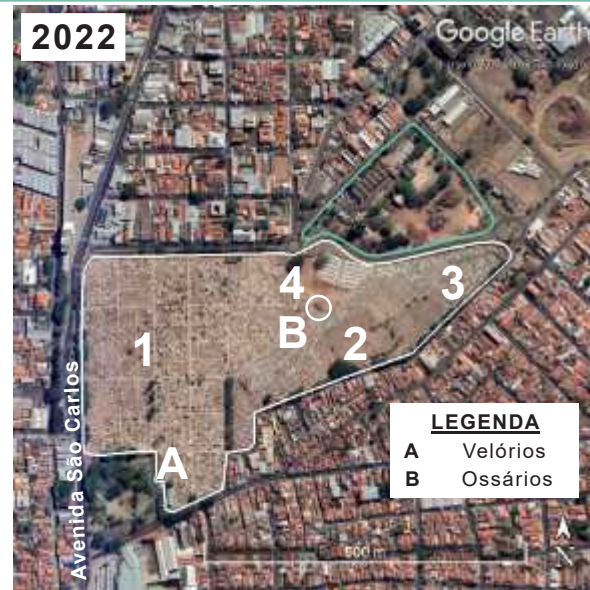 2022
Google Earth
4
3
B
1
2
A
Avenida São Carlos
LEGENDA
A Velórios
B Ossários
500 m
N